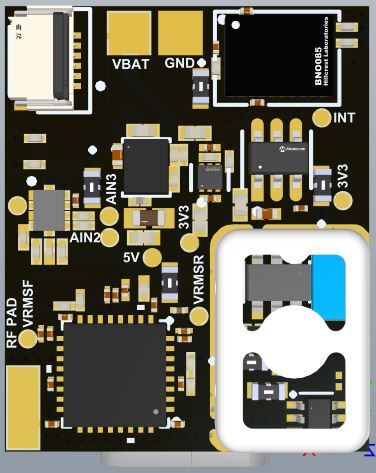 VBAT
GND
BNO085
Hillcrest Laboratories
INT
AIN3
3V3
AIN2
3V3
5V
VRMSR
RF PAD
VRMSF